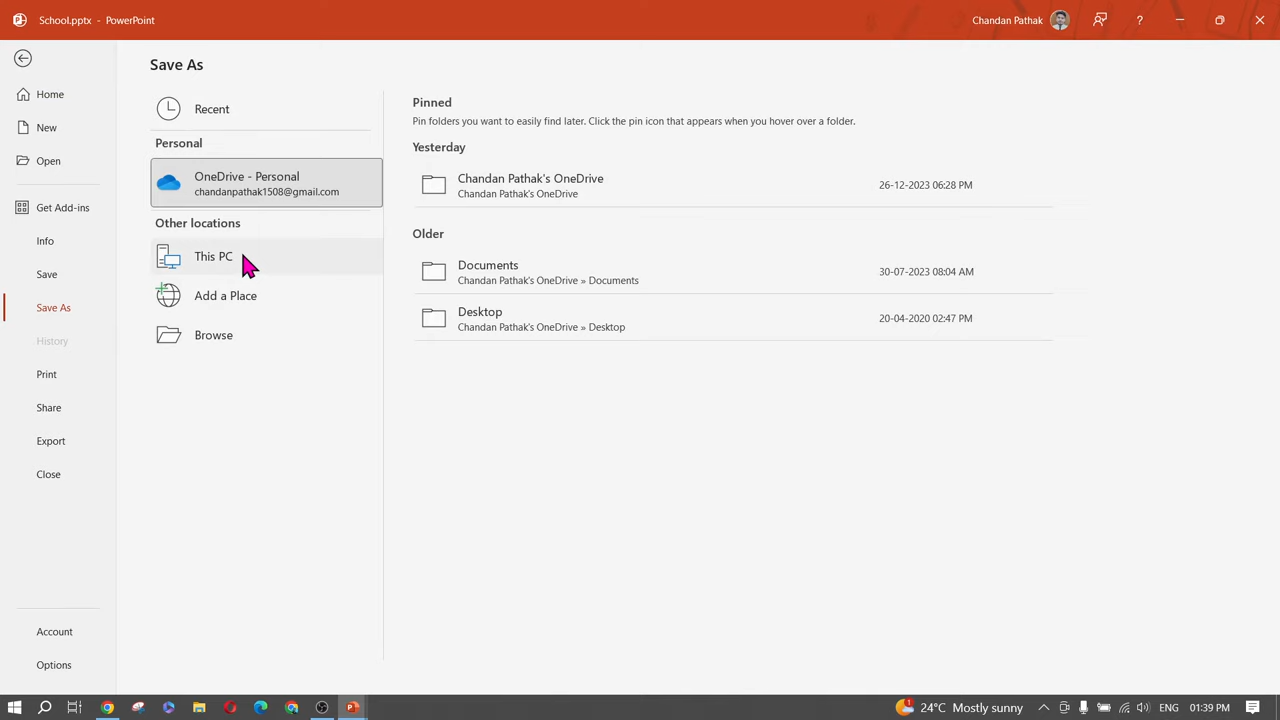 School.pptx - PowerPoint
Chandan Pathak
?
Save As
Home
New
Open
Get Add-ins
Info
Save
Save As
History
Print
Share
Export
Close
Account
Options
Recent
Personal
OneDrive - Personal
chandanpathak1508@gmail.com
Other locations
This PC
Add a Place
Browse
Pinned
Pin folders you want to easily find later. Click the pin icon that appears when you hover over a folder.
Yesterday
Chandan Pathak's OneDrive 26-12-2023 06:28 PM
Chandan Pathak's OneDrive
Older
Documents 30-07-2023 08:04 AM
Chandan Pathak's OneDrive » Documents
Desktop 20-04-2020 02:47 PM
Chandan Pathak's OneDrive » Desktop
24°C Mostly sunny ENG 01:39 PM